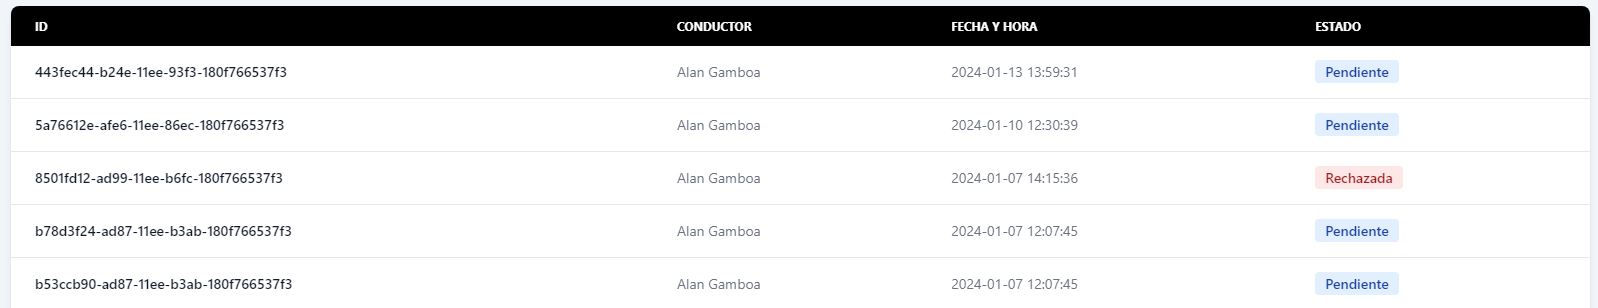 ID CONDUCTOR FECHA Y HORA ESTADO
443fec44-b24e-11ee-93f3-180f766537f3 Alan Gamboa 2024-01-13 13:59:31 Pendiente
5a76612e-afe6-11ee-86ec-180f766537f3 Alan Gamboa 2024-01-10 12:30:39 Pendiente
8501fd12-ad99-11ee-b6fc-180f766537f3 Alan Gamboa 2024-01-07 14:15:36 Rechazada
b78d3f24-ad87-11ee-b3ab-180f766537f3 Alan Gamboa 2024-01-07 12:07:45 Pendiente
b53ccb90-ad87-11ee-b3ab-180f766537f3 Alan Gamboa 2024-01-07 12:07:45 Pendiente